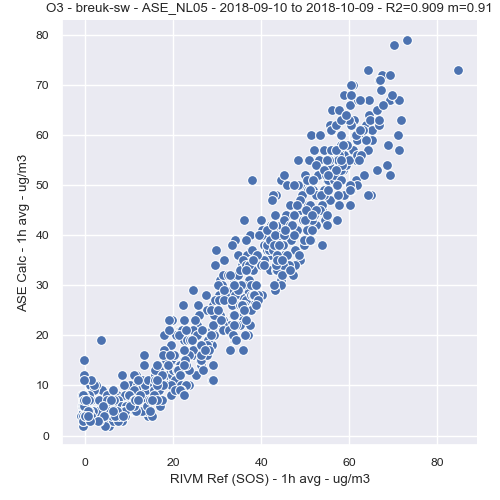 O3 - breuk-sw - ASE_NL05 - 2018-09-10 to 2018-10-09 - R2=0.909 m=0.91
80
70
60
50
40
30
20
10
0
ASE Calc - 1h avg - ug/m3
0 20 40 60 80
RIVM Ref (SOS) - 1h avg - ug/m3